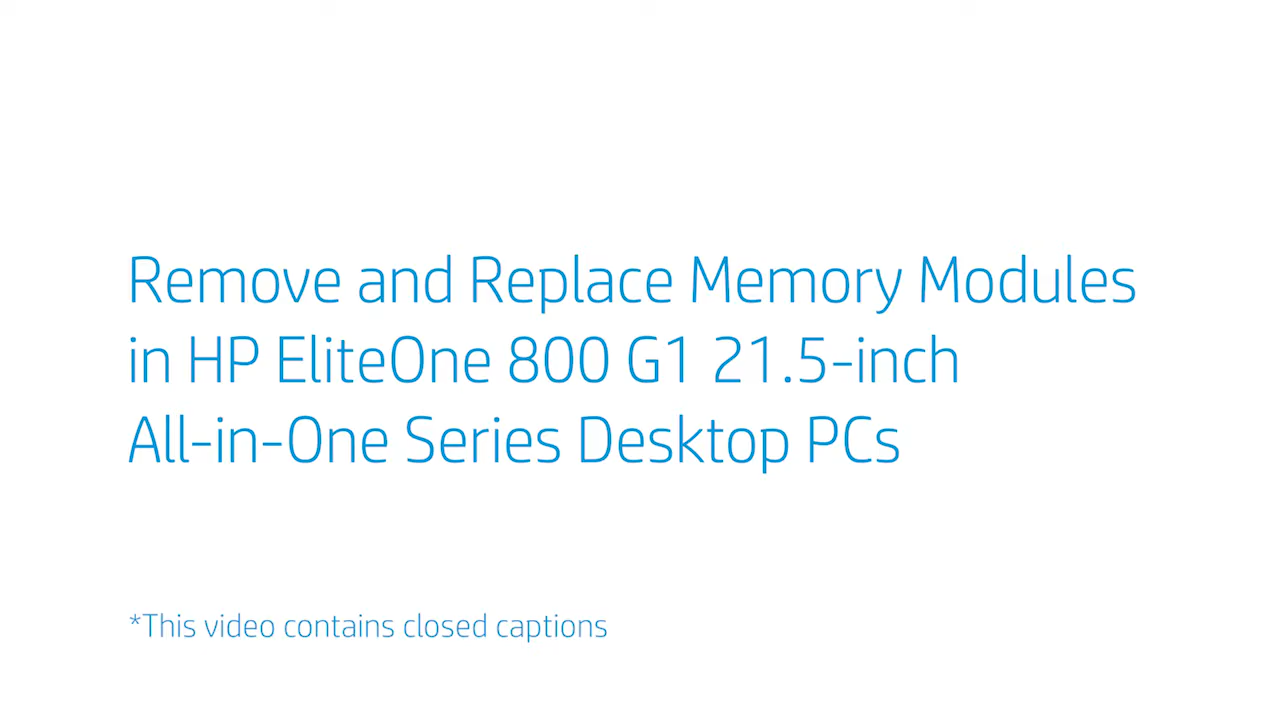 Remove and Replace Memory Modules
in HP EliteOne 800 G1 21.5-inch
All-in-One Series Desktop PCs
*This video contains closed captions